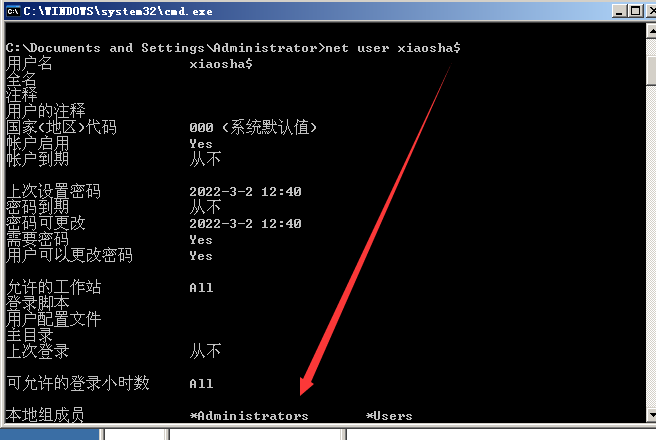 C:\WINDOWS\system32\cmd.exe
C:\Documents and Settings\Administrator>net user xiaosha$
用户名 xiaosha$
全名
注释
用户的注释
国家(地区)代码 000 (系统默认值)
帐户启用 Yes
帐户到期 从不
上次设置密码 2022-3-2 12:40
密码到期 从不
密码可更改 2022-3-2 12:40
需要密码 Yes
用户可以更改密码 Yes
允许的工作站 All
登录脚本
用户配置文件
主目录
上次登录 从不
可允许的登录小时数 All
本地组成员 *Administrators *Users